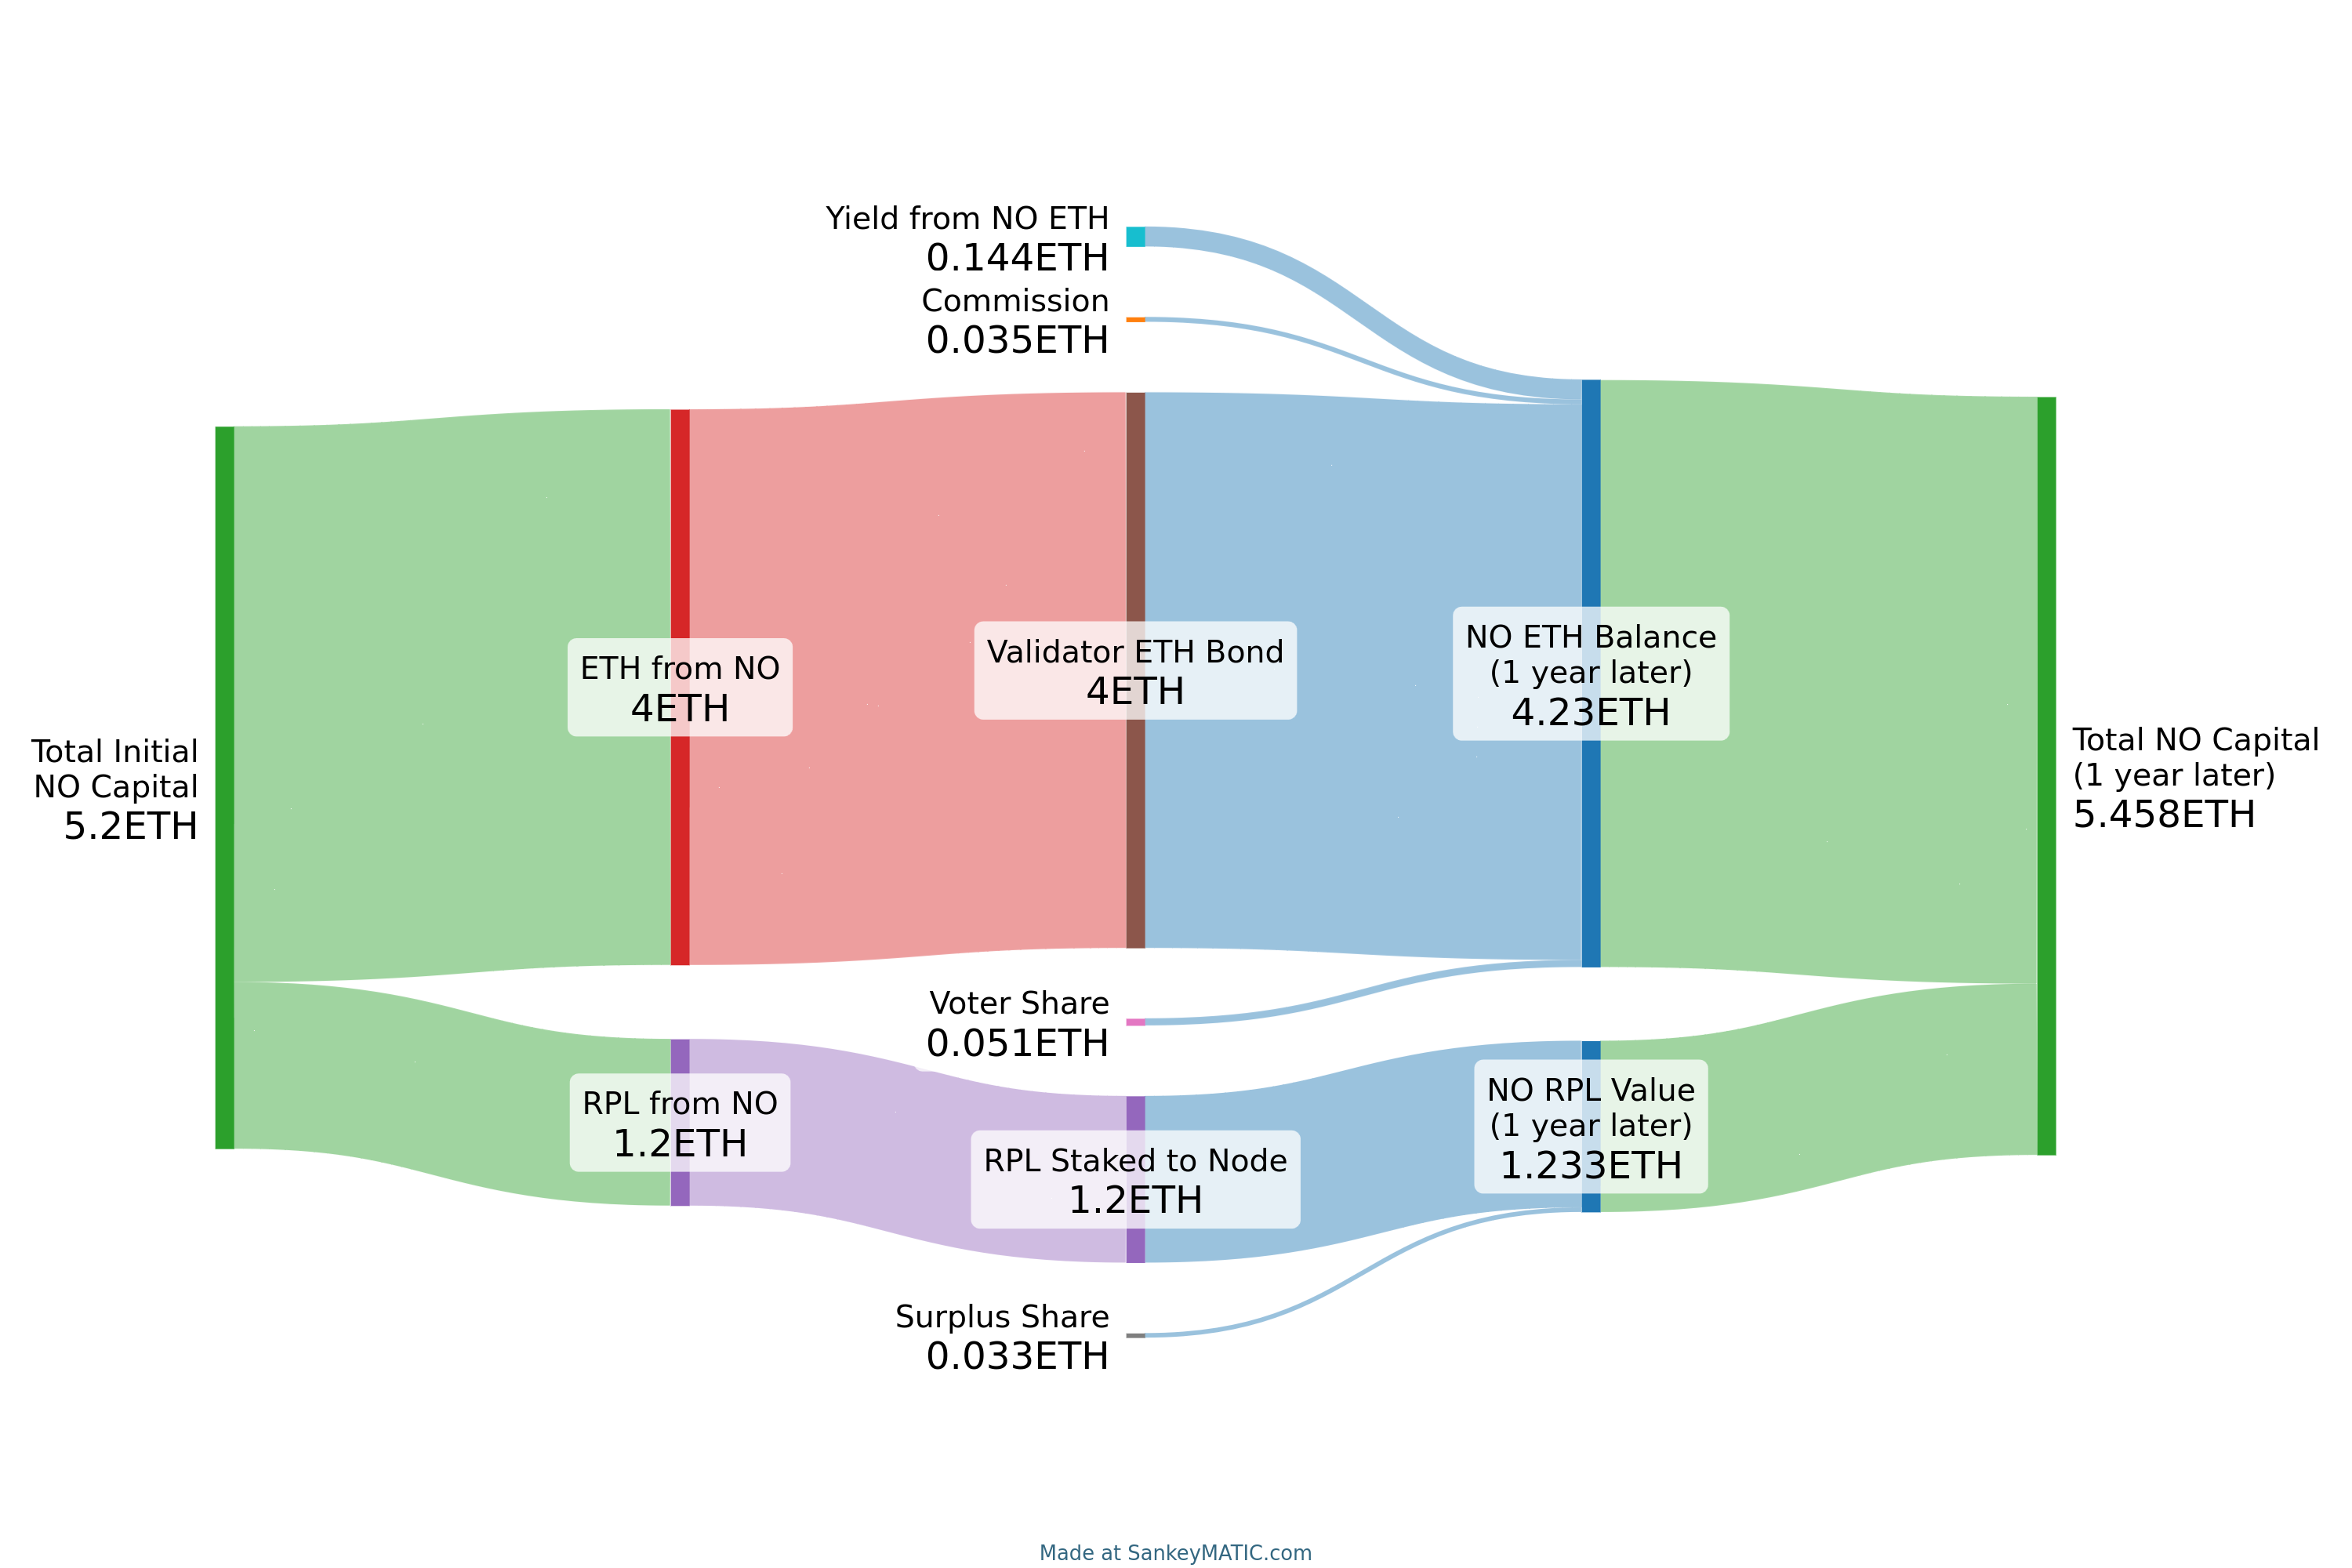 Yield from NO ETH
0.144ETH
Commission
0.035ETH
ETH from NO
4ETH
Validator ETH Bond
4ETH
NO ETH Balance
(1 year later)
4.23ETH
Total Initial
NO Capital
5.2ETH
Total NO Capital
(1 year later)
5.458ETH
Voter Share
0.051ETH
RPL from NO
1.2ETH
RPL Staked to Node
1.2ETH
NO RPL Value
(1 year later)
1.233ETH
Surplus Share
0.033ETH
Made at SankeyMATIC.com